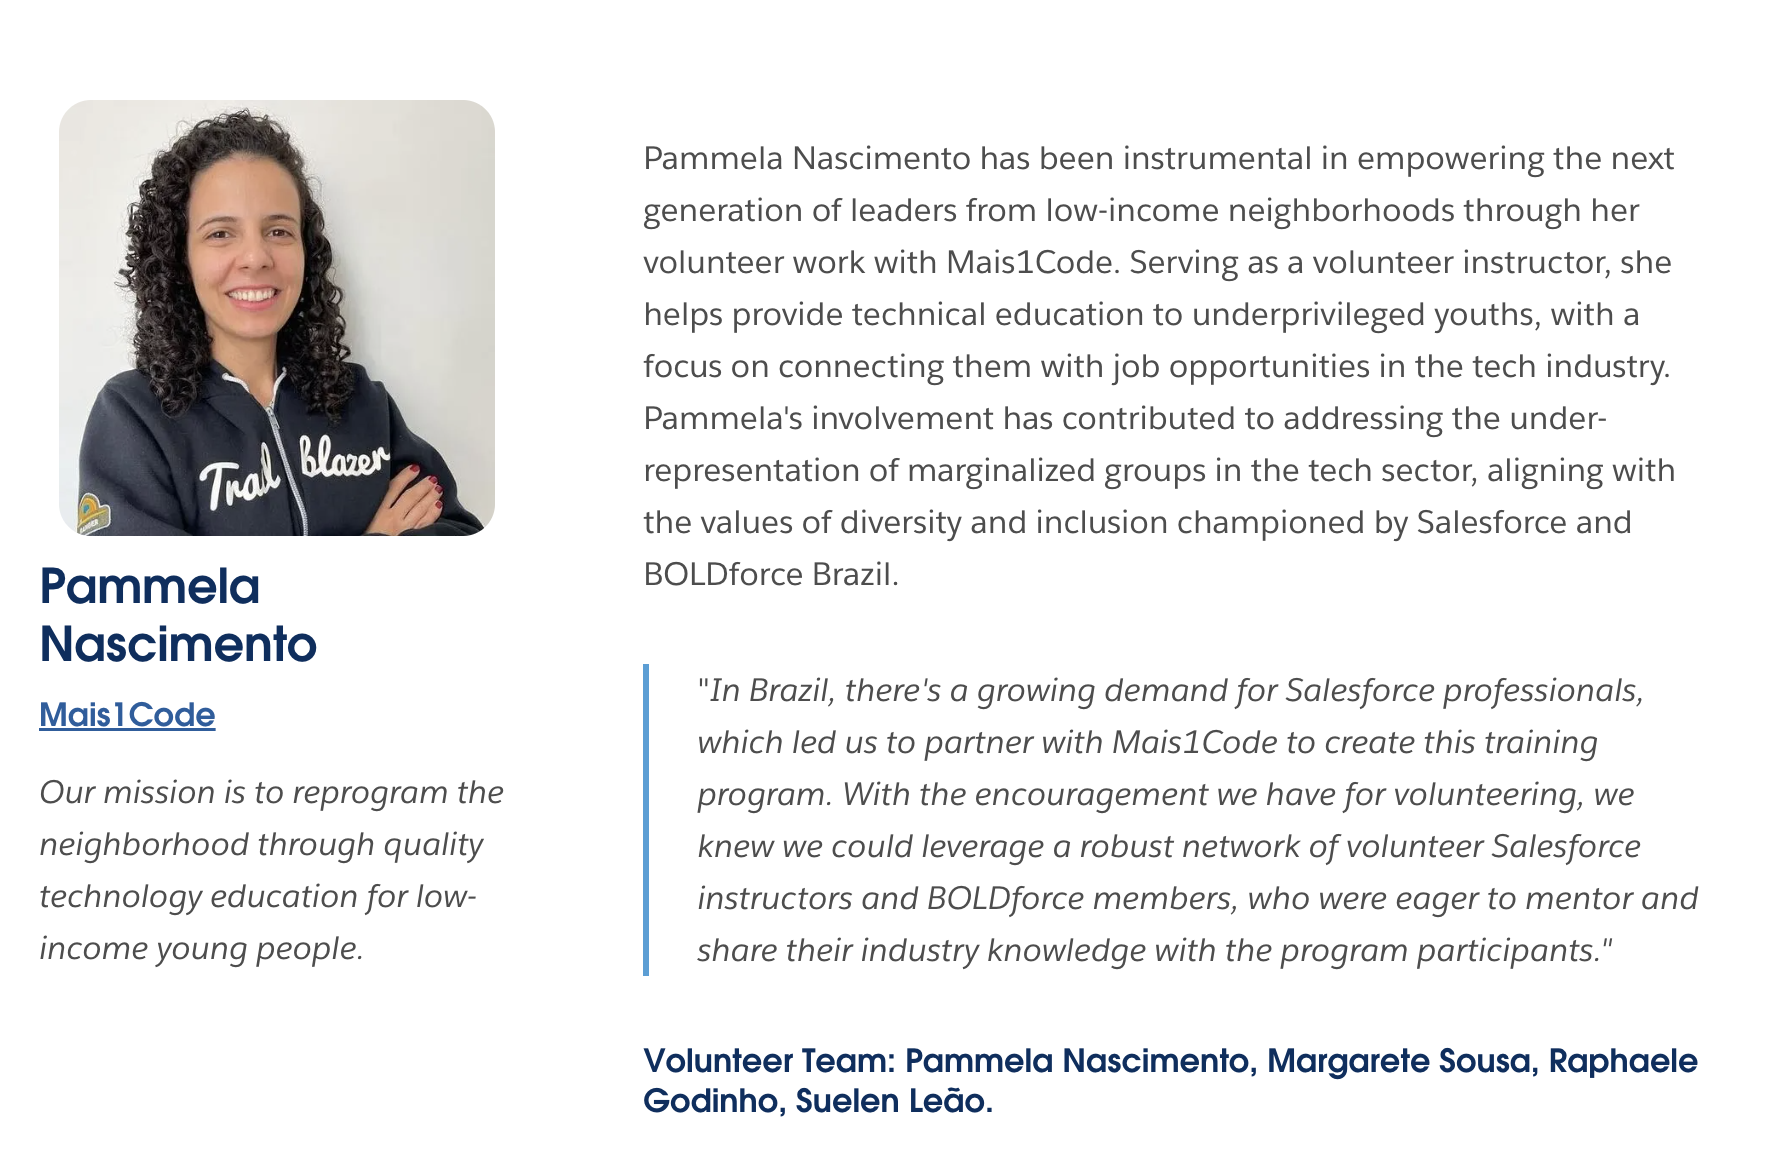 Trail blazer
RANGER
Pammela
Nascimento
Mais1Code
Our mission is to reprogram the
neighborhood through quality
technology education for low-
income young people.
Pammela Nascimento has been instrumental in empowering the next
generation of leaders from low-income neighborhoods through her
volunteer work with Mais1Code. Serving as a volunteer instructor, she
helps provide technical education to underprivileged youths, with a
focus on connecting them with job opportunities in the tech industry.
Pammela's involvement has contributed to addressing the under-
representation of marginalized groups in the tech sector, aligning with
the values of diversity and inclusion championed by Salesforce and
BOLDforce Brazil.
"In Brazil, there's a growing demand for Salesforce professionals,
which led us to partner with Mais1Code to create this training
program. With the encouragement we have for volunteering, we
knew we could leverage a robust network of volunteer Salesforce
instructors and BOLDforce members, who were eager to mentor and
share their industry knowledge with the program participants."
Volunteer Team: Pammela Nascimento, Margarete Sousa, Raphaele
Godinho, Suelen Leão.